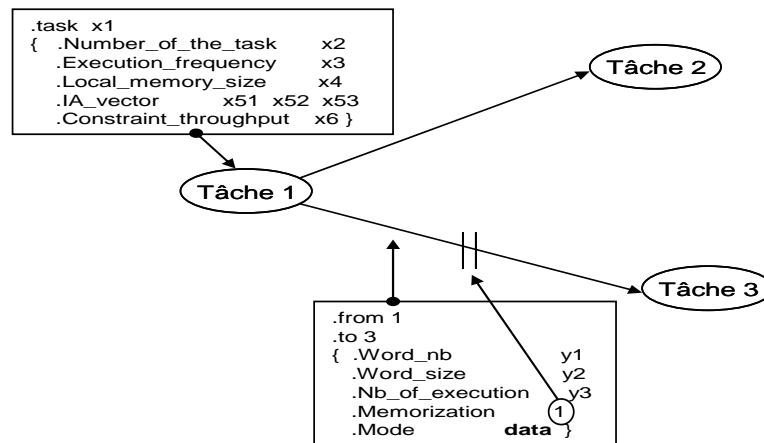 .task x1
{ .Number_of_the_task x2
.Execution_frequency x3
.Local_memory_size x4
.IA_vector x51 x52 x53
.Constraint_throughput x6 }
Tâche 2
Tâche 1
Tâche 3
.from 1
.to 3
{ .Word_nb y1
.Word_size y2
.Nb_of_execution y3
.Memorization 1
.Mode data }